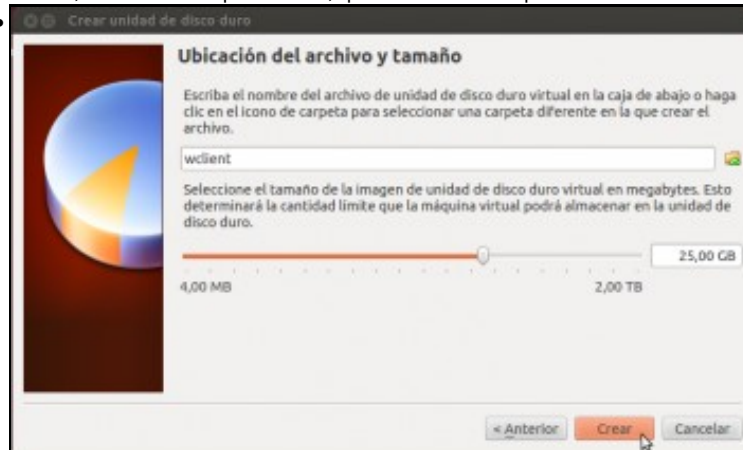 Crear unidad de disco duro
Ubicación del archivo y tamaño
Escriba el nombre del archivo de unidad de disco duro virtual en la caja de abajo o haga
clic en el icono de carpeta para seleccionar una carpeta diferente en la que crear el
archivo.
wclient
Seleccione el tamaño de la imagen de unidad de disco duro virtual en megabytes. Esto
determinará la cantidad límite que la máquina virtual podrá almacenar en la unidad de
disco duro.
25,00 GB
4,00 MB 2,00 TB
< Anterior Crear Cancelar